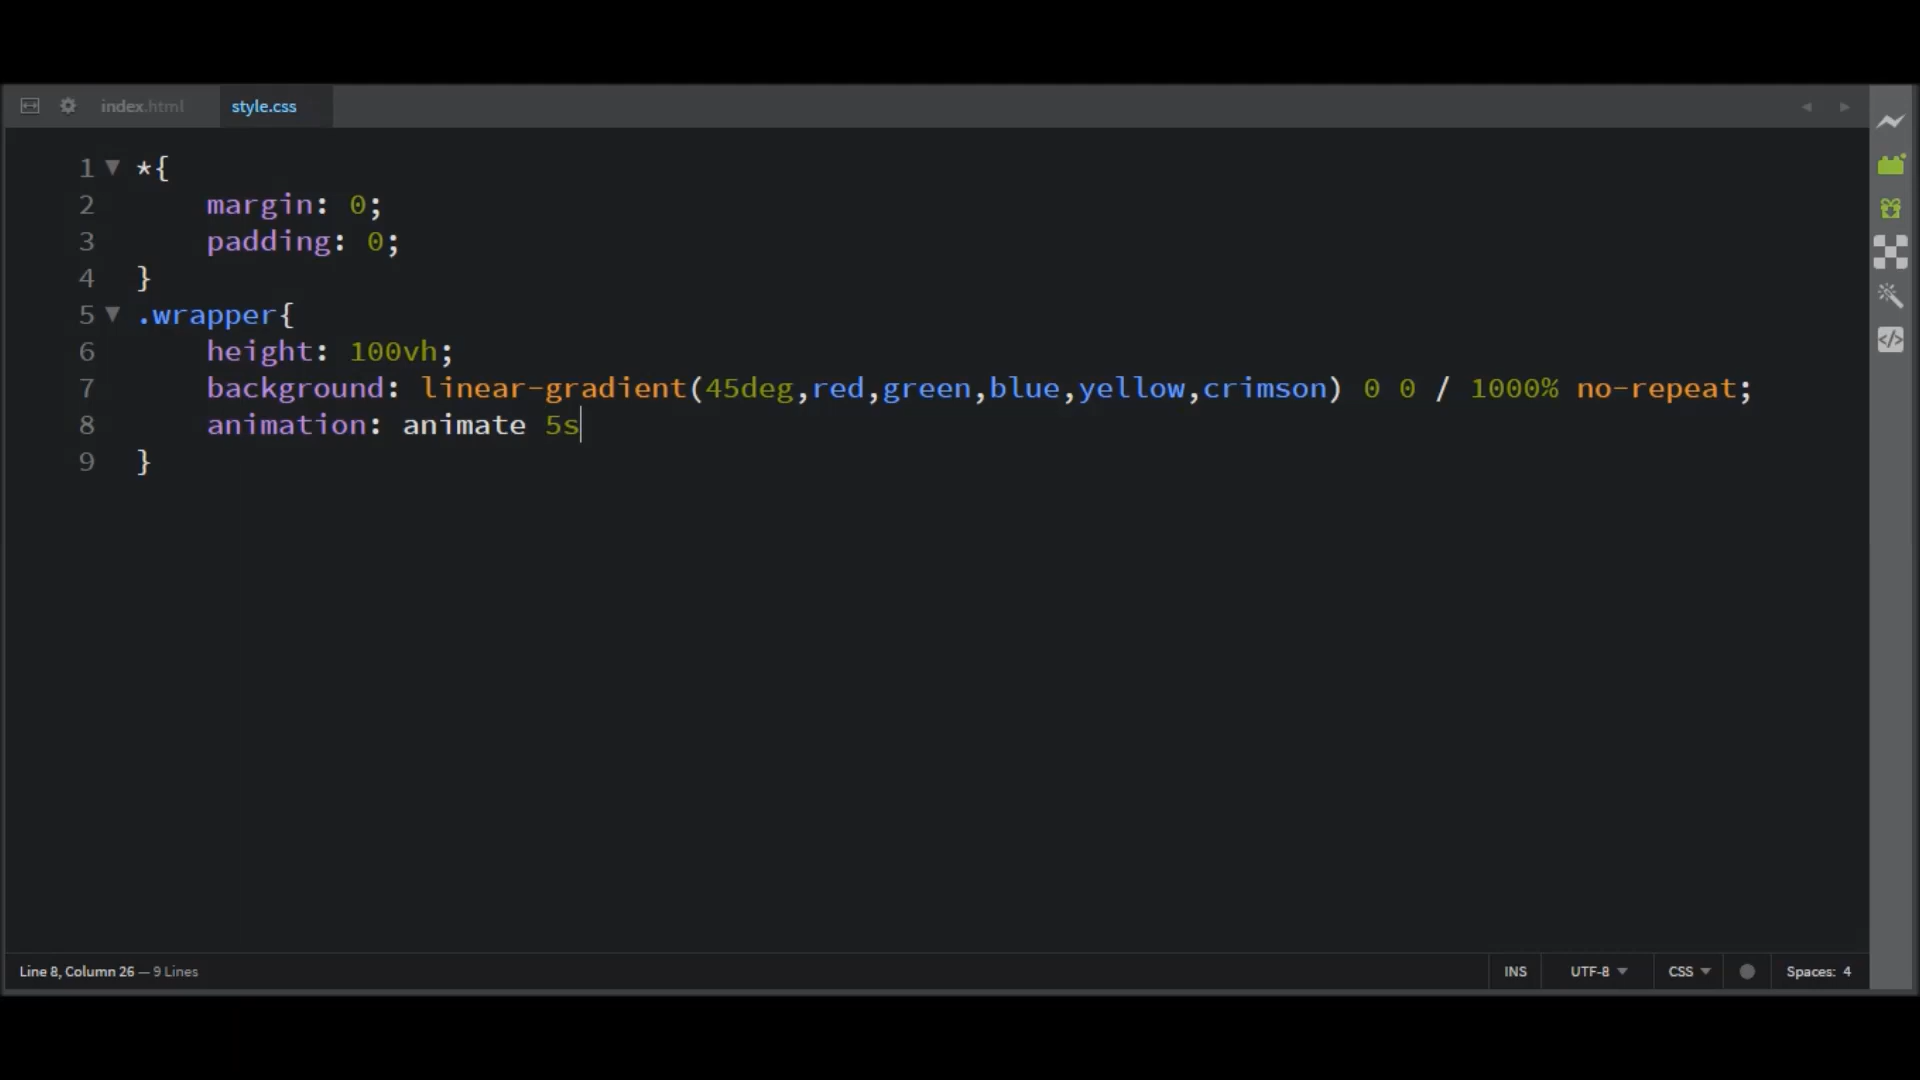 index.html style.css
1 *{
2 margin: 0;
3 padding: 0;
4 }
5 .wrapper{
6 height: 100vh;
7 background: linear-gradient(45deg,red,green,blue,yellow,crimson) 0 0 / 1000% no-repeat;
8 animation: animate 5s
9 }
Line 8, Column 26 — 9 Lines INS UTF-8 CSS Spaces: 4